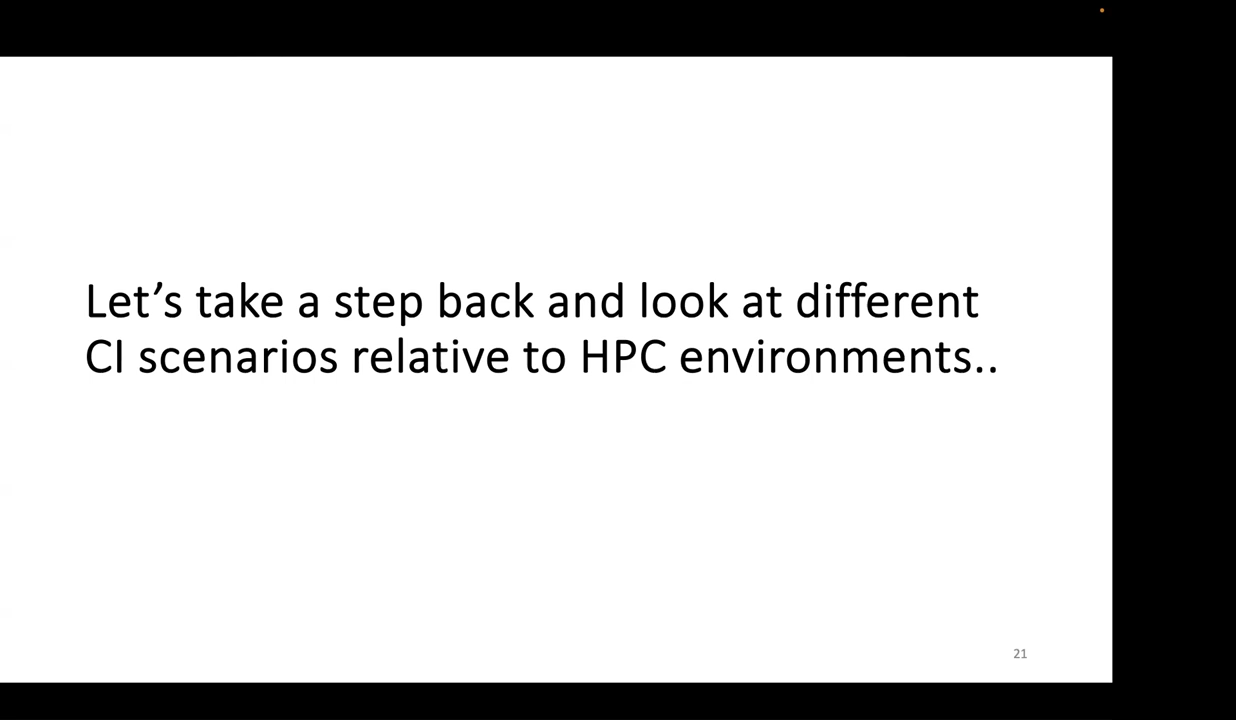 Let’s take a step back and look at different
CI scenarios relative to HPC environments..
21